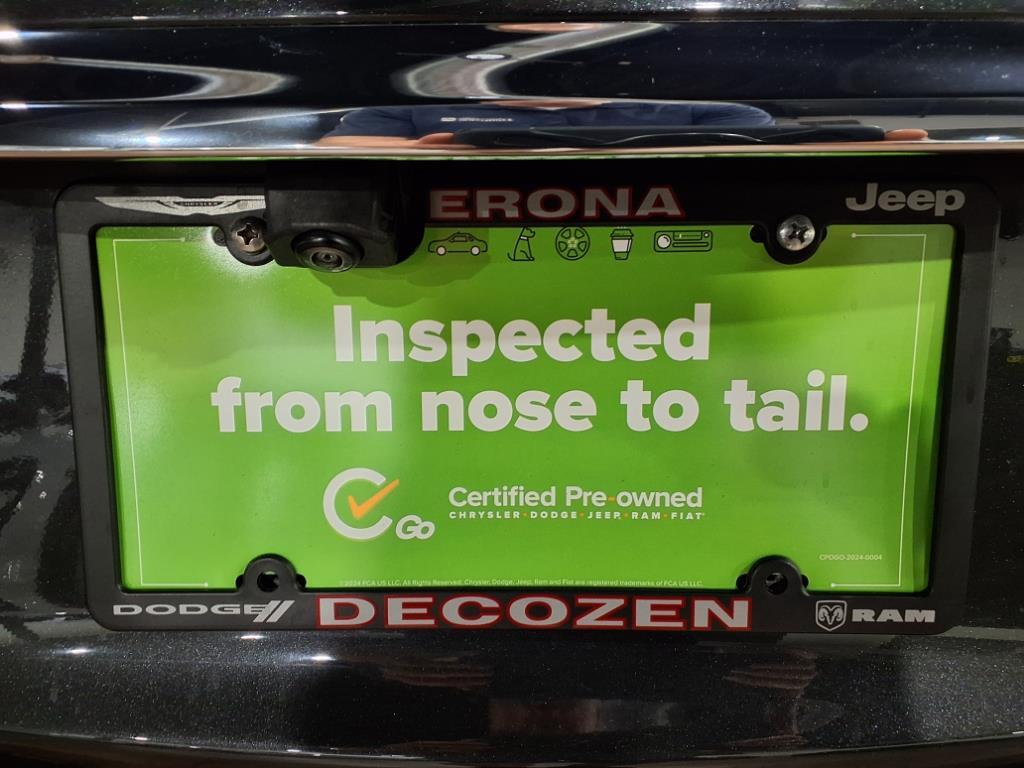 CHRYSLER ERONA Jeep
Inspected
from nose to tail.
C Go
Certified Pre-owned
CHRYSLER•DODGE•JEEP•RAM•FIAT
CPDGO-2024-0004
©2024 FCA US LLC. All Rights Reserved. Chrysler, Dodge, Jeep, Ram and Fiat are registered trademarks of FCA US LLC.
DODGE// DECOZEN RAM